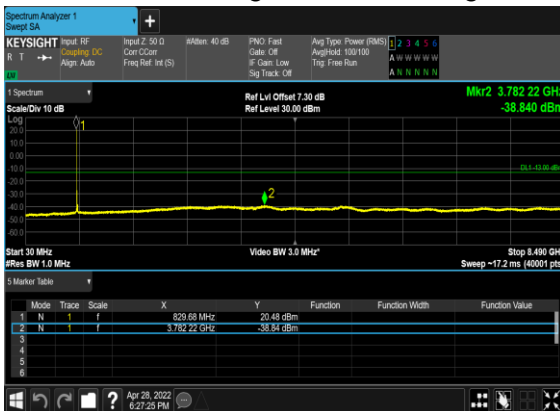 Spectrum Analyzer 1
Swept SA
KEYSIGHT Input: RF Input Z: 50 Ω #Atten: 40 dB PNO: Fast Avg Type: Power (RMS) 1 2 3 4 5 6
R T Coupling: DC Corr CCorr Gate: Off Avg|Hold: 100/100 A W W W W W
Align: Auto Freq Ref: Int (S) IF Gain: Low Trig: Free Run
LV Sig Track: Off A N N N N N
1 Spectrum Ref Lvl Offset 7.30 dB Mkr2 3.782 22 GHz
Scale/Div 10 dB Ref Level 30.00 dBm -38.840 dBm
Log
20.0
1
10.0
0.00
-10.0
DL1 -13.00 dBm
-20.0
-30.0
2
-40.0
-50.0
-60.0
Start 30 MHz Video BW 3.0 MHz* Stop 8.490 GHz
#Res BW 1.0 MHz Sweep ~17.2 ms (40001 pts)
5 Marker Table
Mode Trace Scale X Y Function Function Width Function Value
1 N 1 f 829.68 MHz 20.48 dBm
2 N 1 f 3.782 22 GHz -38.84 dBm
3
4
5
6
? Apr 28, 2022
6:27:25 PM